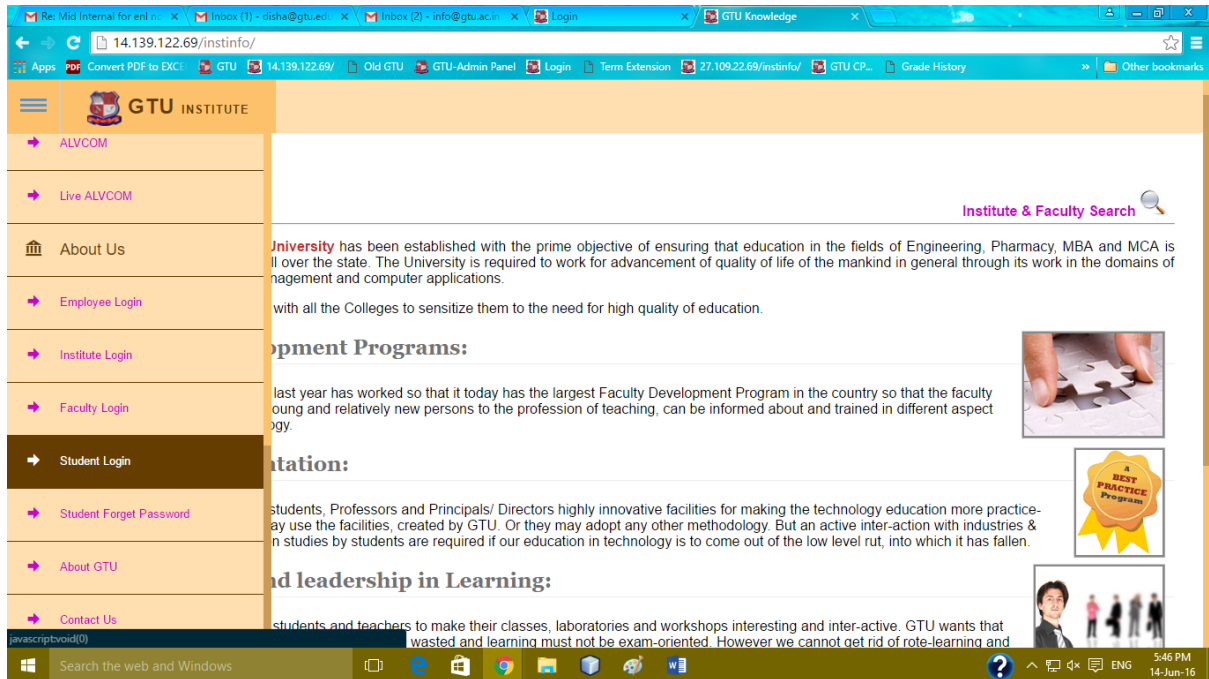 Re: Mid Internal for enl no
Inbox (1) - disha@gtu.edu
Inbox (2) - info@gtu.ac.in
Login
GTU Knowledge
14.139.122.69/instinfo/
Apps
Convert PDF to EXCE
GTU
14.139.122.69/
Old GTU
GTU-Admin Panel
Login
Term Extension
27.109.22.69/instinfo/
GTU CP...
Grade History
»
Other bookmarks
GTU INSTITUTE
ALVCOM
Live ALVCOM
About Us
Employee Login
Institute Login
Faculty Login
Student Login
Student Forget Password
About GTU
Contact Us
Institute & Faculty Search
University has been established with the prime objective of ensuring that education in the fields of Engineering, Pharmacy, MBA and MCA is
ll over the state. The University is required to work for advancement of quality of life of the mankind in general through its work in the domains of
nagement and computer applications.
with all the Colleges to sensitize them to the need for high quality of education.
opment Programs:
last year has worked so that it today has the largest Faculty Development Program in the country so that the faculty
oung and relatively new persons to the profession of teaching, can be informed about and trained in different aspect
ogy.
ntation:
A
BEST
PRACTICE
Program
students, Professors and Principals/ Directors highly innovative facilities for making the technology education more practice-
ay use the facilities, created by GTU. Or they may adopt any other methodology. But an active inter-action with industries &
n studies by students are required if our education in technology is to come out of the low level rut, into which it has fallen.
nd leadership in Learning:
students and teachers to make their classes, laboratories and workshops interesting and inter-active. GTU wants that
wasted and learning must not be exam-oriented. However we cannot get rid of rote-learning and
javascript:void(0)
Search the web and Windows
ENG
5:46 PM
14-Jun-16